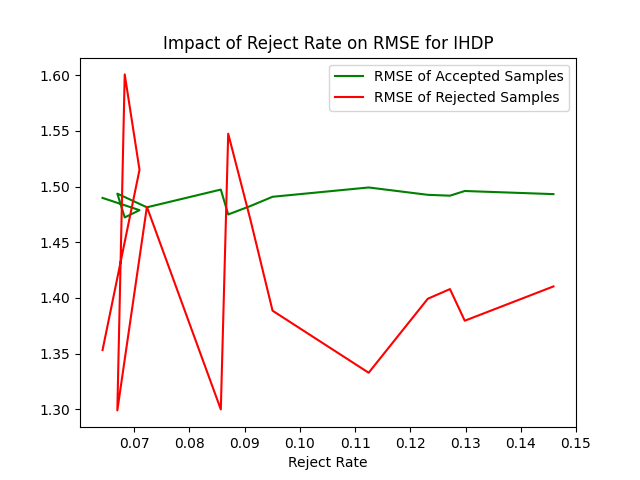 Impact of Reject Rate on RMSE for IHDP
RMSE of Accepted Samples
RMSE of Rejected Samples
1.60
1.55
1.50
1.45
1.40
1.35
1.30
0.07 0.08 0.09 0.10 0.11 0.12 0.13 0.14 0.15
Reject Rate